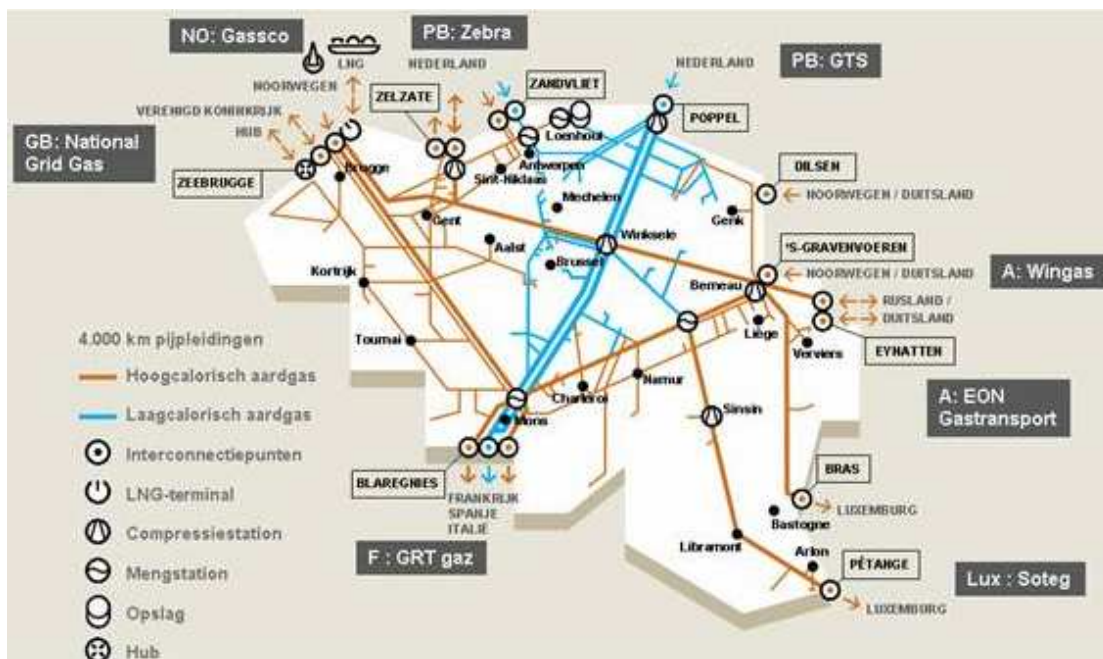 NO: Gassco
PB: Zebra
LNG
NEDERLAND
NEDERLAND
PB: GTS
NOORWEGEN
ZANDVLIET
VERENIGD KONINKRIJK
ZELZATE
HUB
Loenhout
POPPEL
GB: National
Grid Gas
ZEEBRUGGE
Brugge
Antwerpen
Sint-Niklaas
DILSEN
Mechelen
NOORWEGEN / DUITSLAND
Gent
Genk
Winksele
Aalst
'S-GRAVENVOEREN
Brussel
Kortrijk
NOORWEGEN / DUITSLAND
A: Wingas
Berneau
RUSLAND /
DUITSLAND
Liège
Tournai
Verviers
EYNATTEN
4.000 km pijpleidingen
Hoogcalorisch aardgas
Namur
Charleroi
Laagcalorisch aardgas
Mons
Sinsin
A: EON
Gastransport
Interconnectiepunten
BLAREGNIES
BRAS
LNG-terminal
FRANKRIJK
SPANJE
ITALIË
LUXEMBURG
Bastogne
Compressiestation
Libramont
F : GRT gaz
Arlon
PÉTANGE
Lux : Soteg
Mengstation
LUXEMBURG
Opslag
Hub